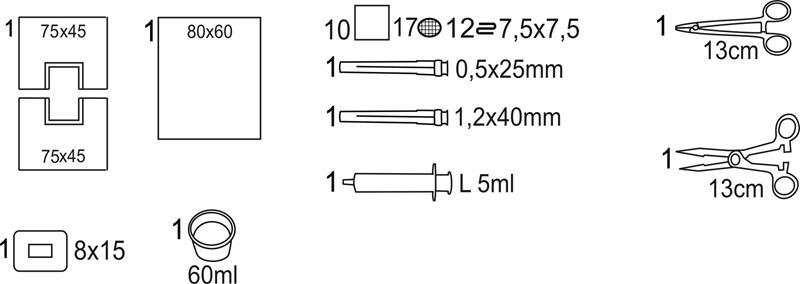 1 75x45
75x45
1 80x60
10 17 12 7,5x7,5
1 0,5x25mm
1 1,2x40mm
1 L 5ml
1 13cm
1 13cm
1 8x15
1 60ml